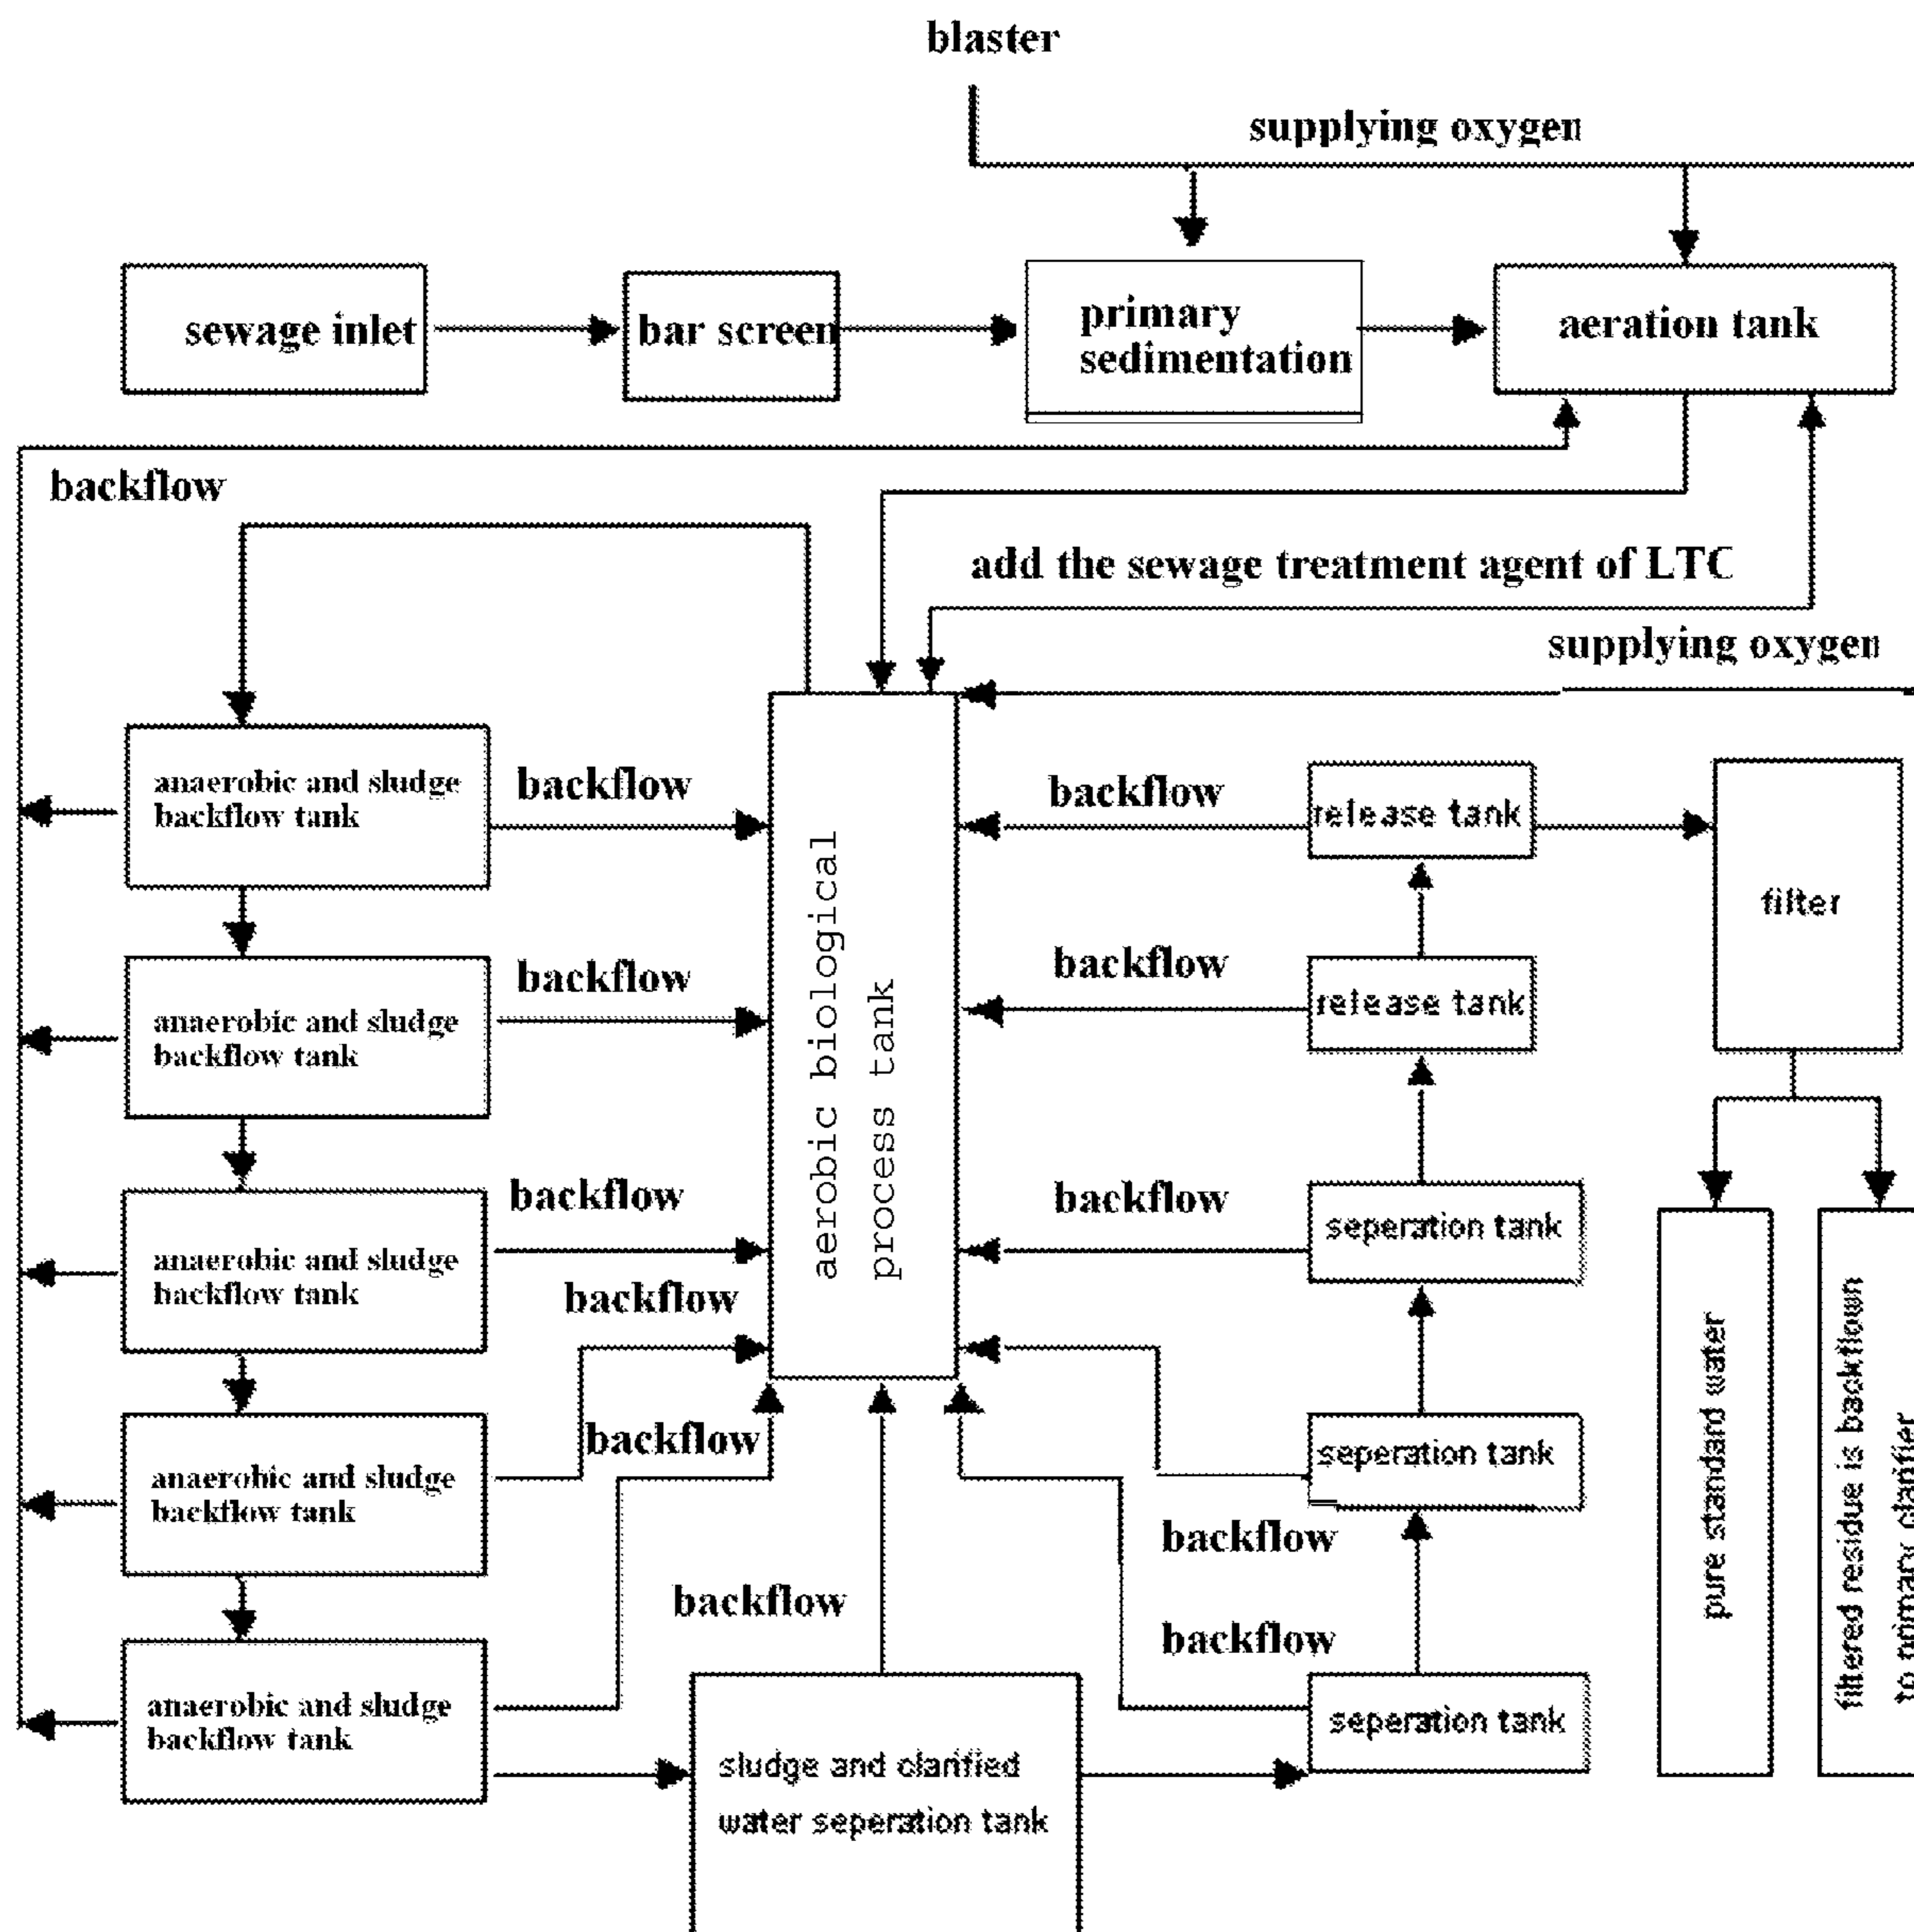 blaster
supplying oxygen
sewage inlet
bar screen
primary
sedimentation
aeration tank
backflow
add the sewage treatment agent of LTC
supplying oxygen
anaerobic and sludge
backflow tank
backflow
aerobic biological
process tank
backflow
release tank
filter
anaerobic and sludge
backflow tank
backflow
backflow
release tank
anaerobic and sludge
backflow tank
backflow
backflow
seperation tank
backflow
anaerobic and sludge
backflow tank
backflow
seperation tank
backflow
anaerobic and sludge
backflow tank
backflow
backflow
seperation tank
sludge and clarified
water seperation tank
pure standard water
filtered residue is backflown
to primary clarifier